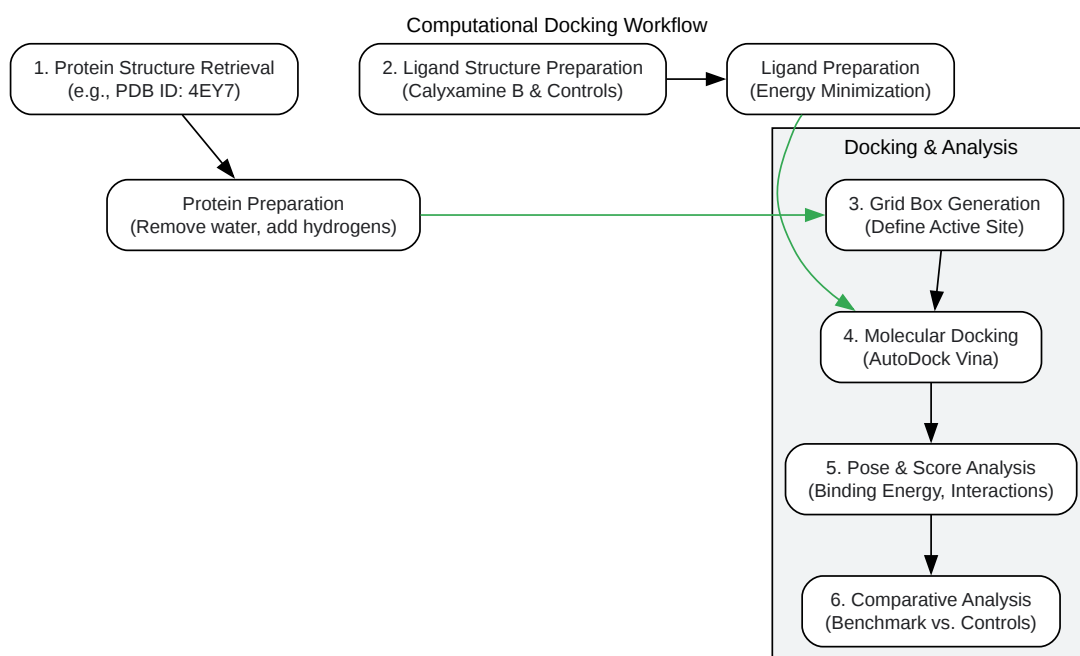 Computational Docking Workflow
1. Protein Structure Retrieval
(e.g., PDB ID: 4EY7)
2. Ligand Structure Preparation
(Calyxamine B & Controls)
Ligand Preparation
(Energy Minimization)
Docking & Analysis
Protein Preparation
(Remove water, add hydrogens)
3. Grid Box Generation
(Define Active Site)
4. Molecular Docking
(AutoDock Vina)
5. Pose & Score Analysis
(Binding Energy, Interactions)
6. Comparative Analysis
(Benchmark vs. Controls)